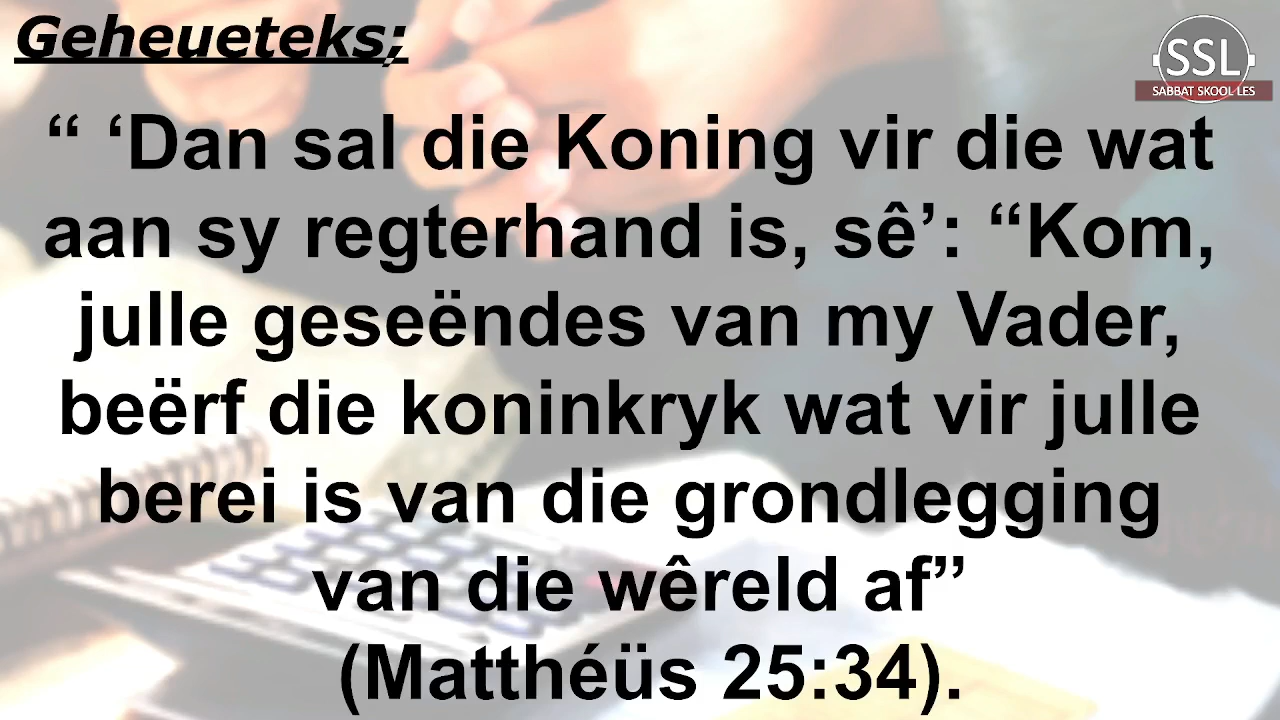 Geheueteks;
SSL
SABBAT SKOOL LES
“ ‘Dan sal die Koning vir die wat
aan sy regterhand is, sê’: “Kom,
julle geseëndes van my Vader,
beërf die koninkryk wat vir julle
berei is van die grondlegging
van die wêreld af”
(Matthéüs 25:34).